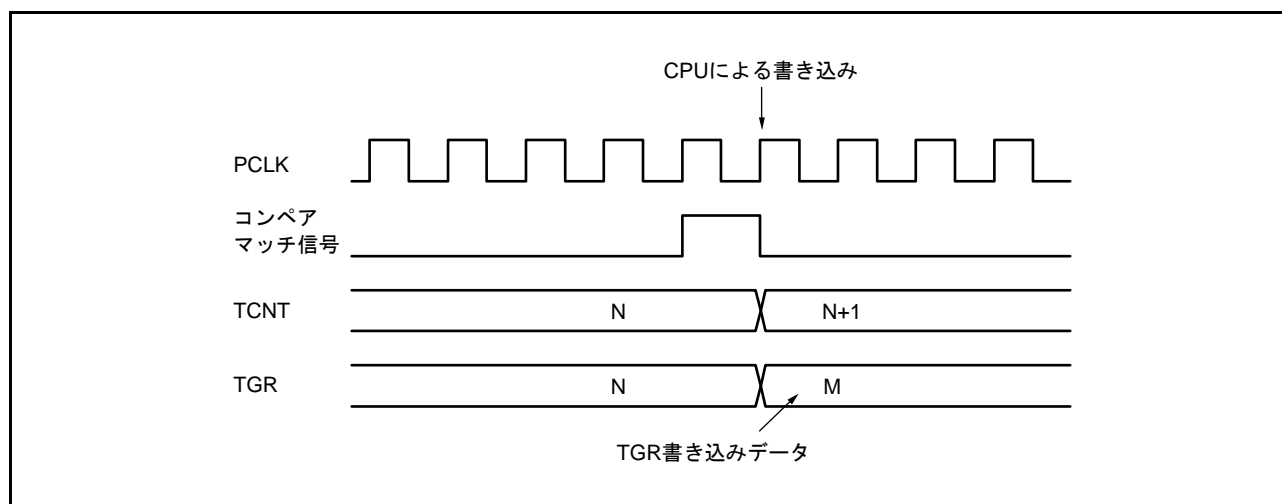 CPUによる書き込み
PCLK
コンペア
マッチ信号
TCNT
N
N+1
TGR
N
M
TGR書き込みデータ